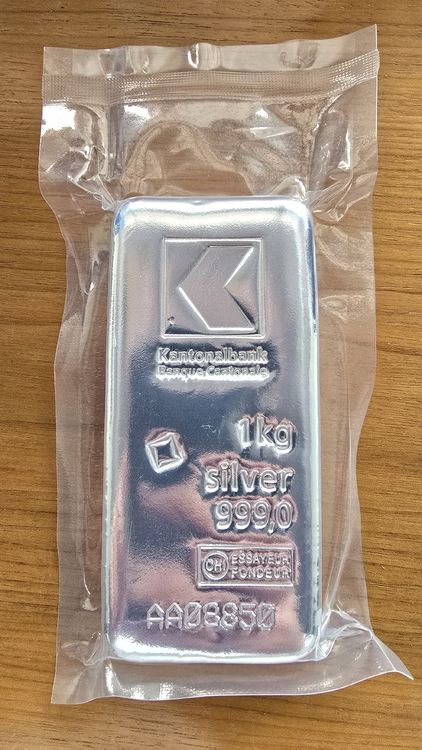 Kantonalbank
Banque Cantonale
1kg
silver
999,0
CH ESSAYEUR
FONDEUR
AA08850